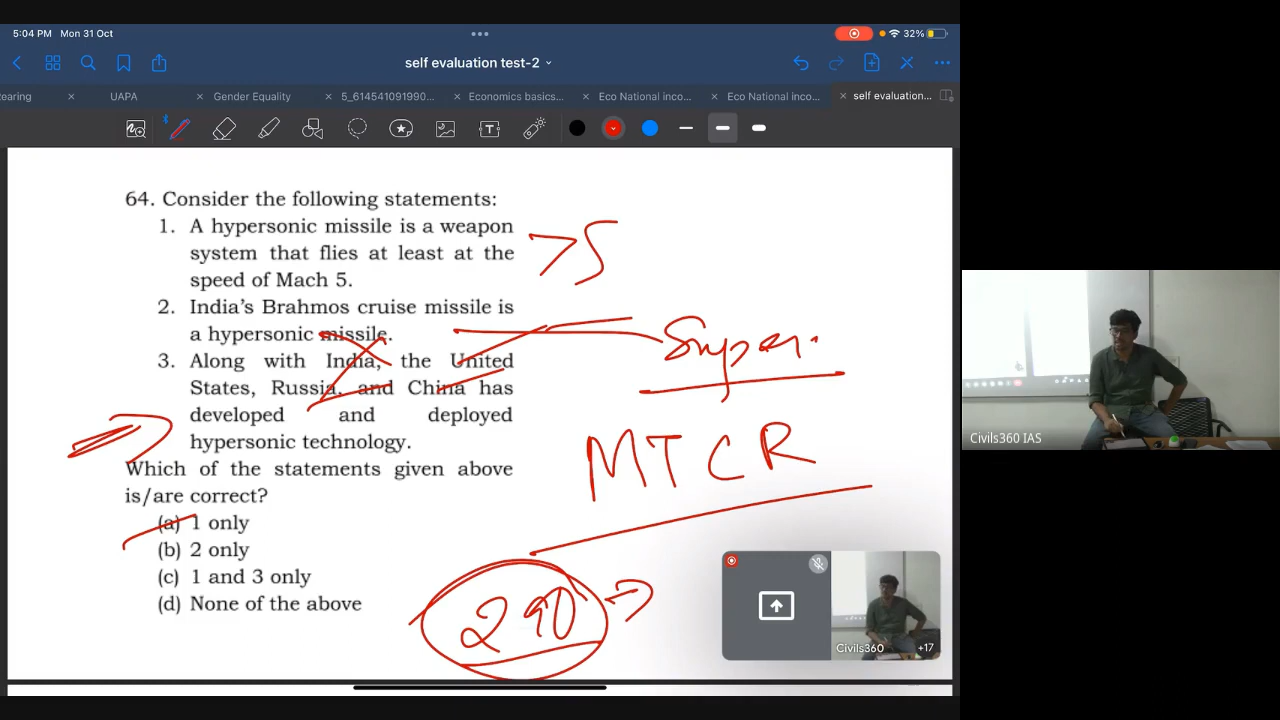 5:04 PM Mon 31 Oct
32%
self evaluation test-2
earing
UAPA
Gender Equality
5_614541091990...
Economics basics...
Eco National inco...
Eco National inco...
self evaluation...
64. Consider the following statements:
1. A hypersonic missile is a weapon
system that flies at least at the
speed of Mach 5.
>5
2. India's Brahmos cruise missile is
a hypersonic missile.
Super.
3. Along with India, the United
States, Russia, and China has
developed and deployed
hypersonic technology.
MTCR
Which of the statements given above
is/are correct?
(a) 1 only
(b) 2 only
(c) 1 and 3 only
(d) None of the above
290
Civils360
+17
Civils360 IAS